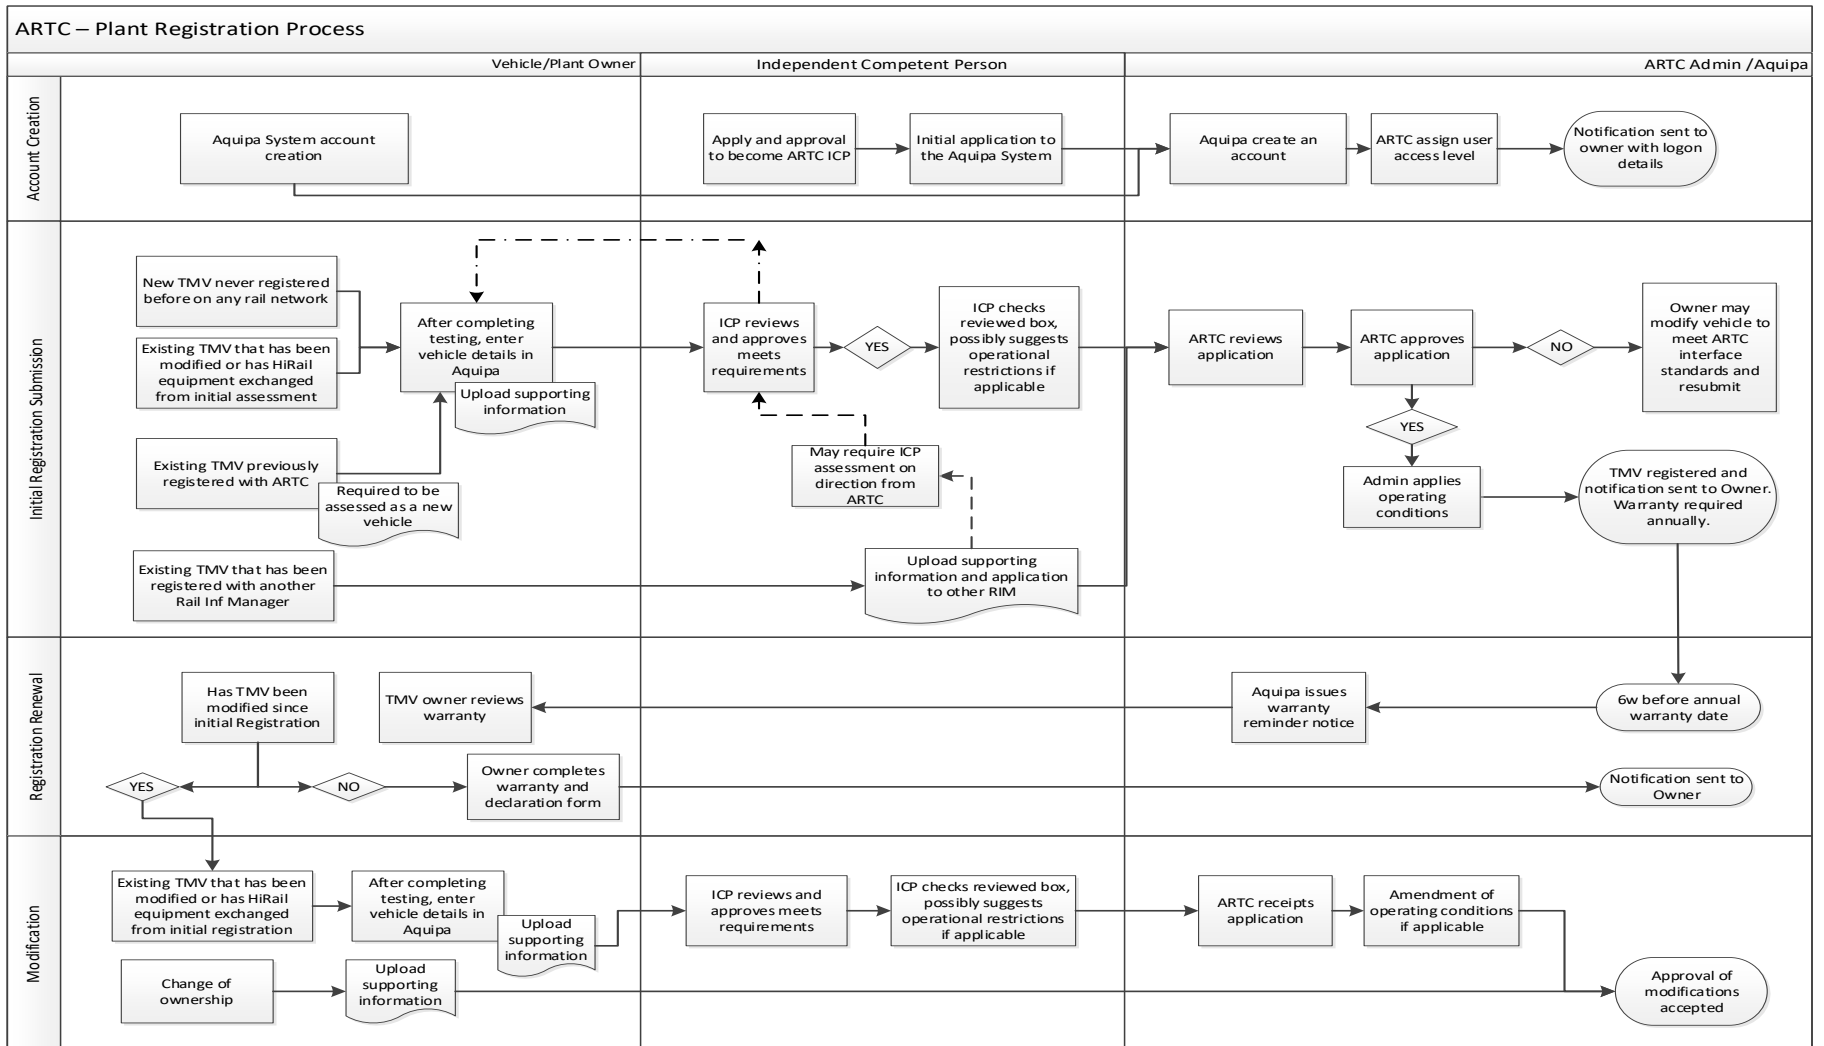 ARTC – Plant Registration Process
Vehicle/Plant Owner
Independent Competent Person
ARTC Admin /Aquipa
Account Creation
Aquipa System account
creation
Apply and approval
to become ARTC ICP
Initial application to
the Aquipa System
Aquipa create an
account
ARTC assign user
access level
Notification sent to
owner with logon
details
Initial Registration Submission
New TMV never registered
before on any rail network
Existing TMV that has been
modified or has HiRail
equipment exchanged
from initial assessment
After completing
testing, enter
vehicle details in
Aquipa
Upload supporting
information
Existing TMV previously
registered with ARTC
Required to be
assessed as a new
vehicle
Existing TMV that has been
registered with another
Rail Inf Manager
ICP reviews
and approves
meets
requirements
YES
ICP checks
reviewed box,
possibly suggests
operational
restrictions if
applicable
May require ICP
assessment on
direction from
ARTC
Upload supporting
information and application
to other RIM
ARTC reviews
application
ARTC approves
application
NO
Owner may
modify vehicle to
meet ARTC
interface
standards and
resubmit
YES
Admin applies
operating
conditions
TMV registered and
notification sent to Owner.
Warranty required
annually.
Registration Renewal
Has TMV been
modified since
initial Registration
TMV owner reviews
warranty
Aquipa issues
warranty
reminder notice
6w before annual
warranty date
YES
NO
Owner completes
warranty and
declaration form
Notification sent to
Owner
Modification
Existing TMV that has been
modified or has HiRail
equipment exchanged
from initial registration
After completing
testing, enter
vehicle details in
Aquipa
Upload
supporting
information
ICP reviews and
approves meets
requirements
ICP checks reviewed box,
possibly suggests
operational restrictions
if applicable
ARTC receipts
application
Amendment of
operating conditions
if applicable
Change of
ownership
Upload
supporting
information
Approval of
modifications
accepted